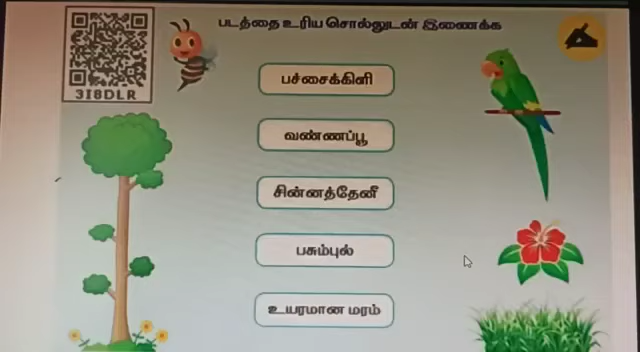 படத்தை உரிய சொல்லுடன் இணைக்க
3I8DLR
பச்சைக்கிளி
வண்ணப்பூ
சின்னத்தேனீ
பசும்புல்
உயரமான மரம்